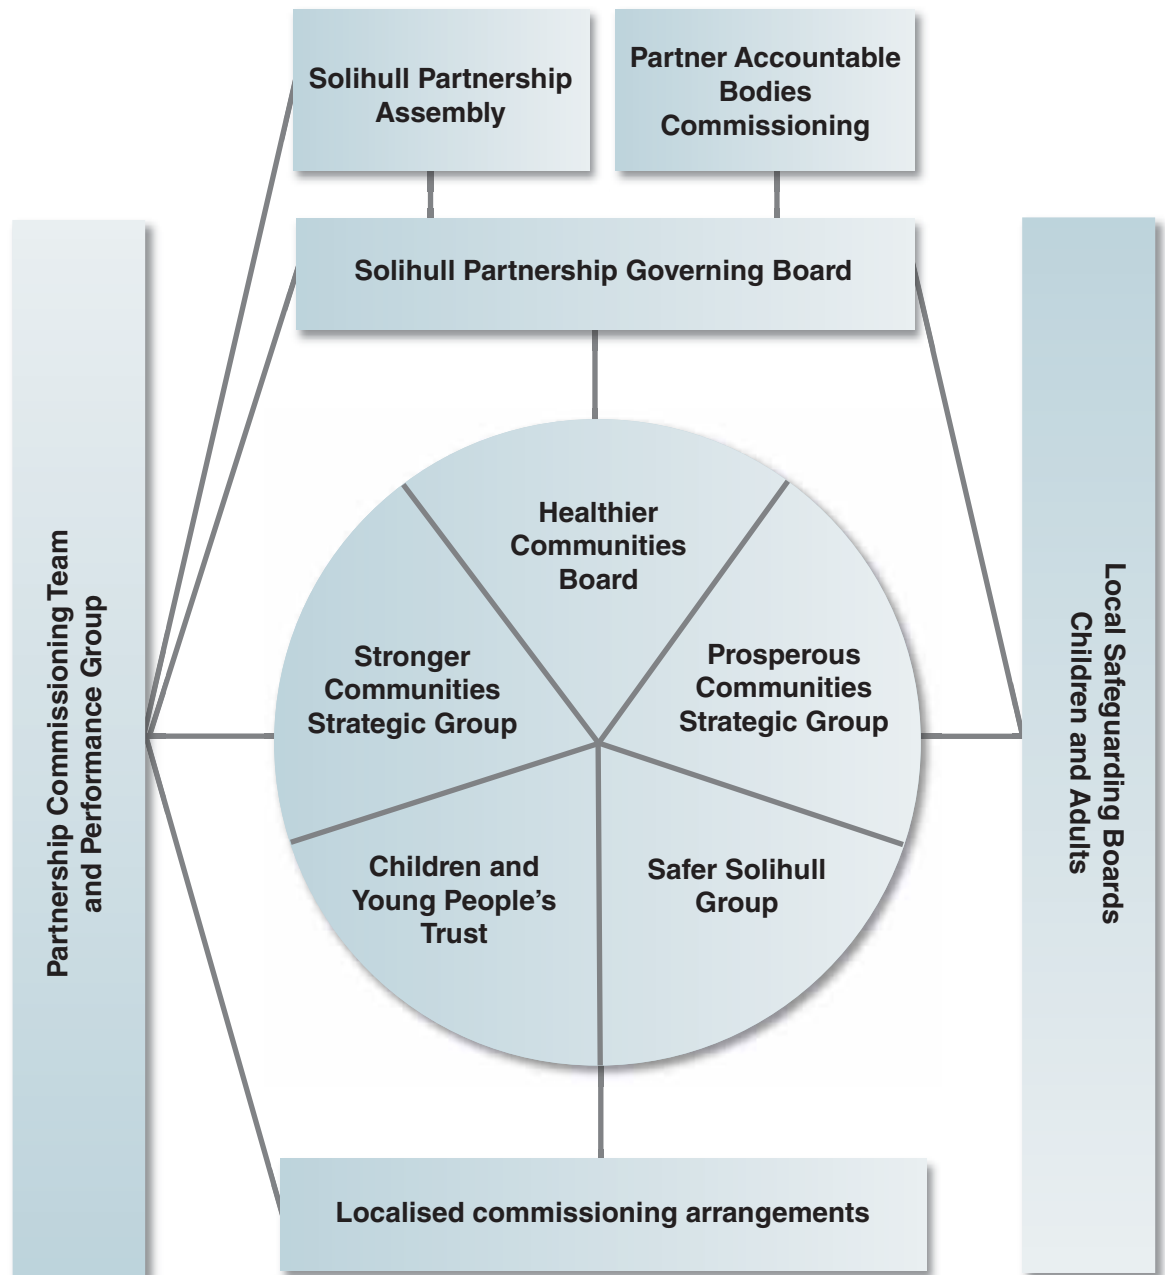 Solihull Partnership
Assembly
Partner Accountable
Bodies
Commissioning
Solihull Partnership Governing Board
Partnership Commissioning Team
and Performance Group
Healthier
Communities
Board
Stronger
Communities
Strategic Group
Prosperous
Communities
Strategic Group
Children and
Young People’s
Trust
Safer Solihull
Group
Local Safeguarding Boards
Children and Adults
Localised commissioning arrangements